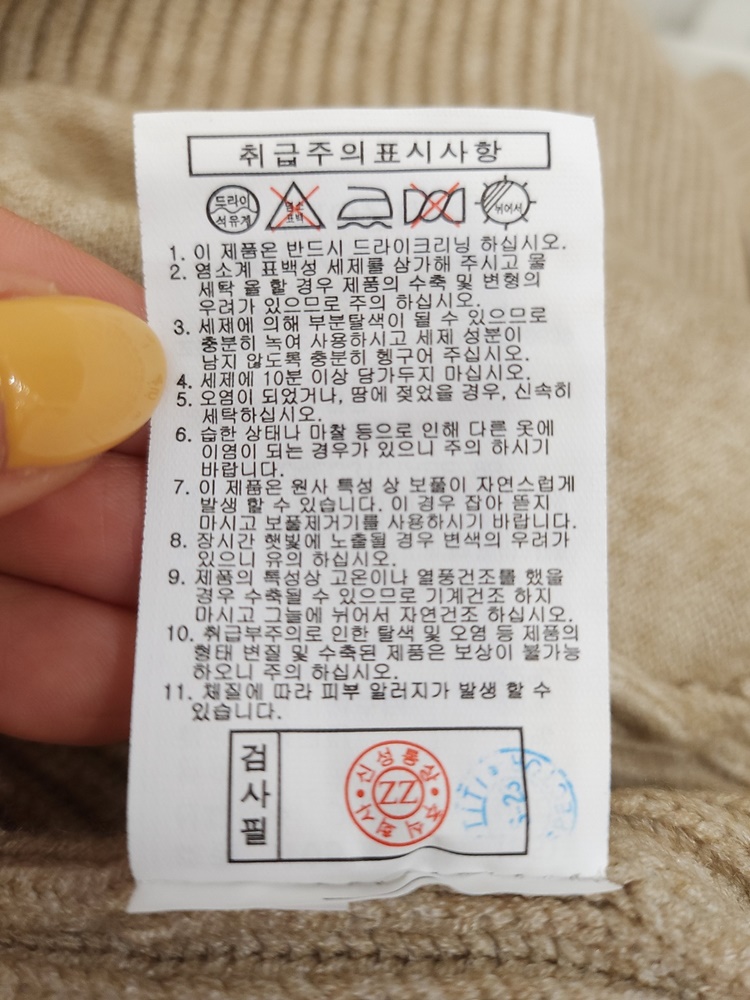 취급주의표시사항
드라이
석유계
염소
표백
뉘어서
1. 이 제품은 반드시 드라이크리닝 하십시오.
2. 염소계 표백성 세제를 삼가해 주시고 물
세탁 을 할 경우 제품의 수축 및 변형의
우려가 있으므로 주의 하십시오.
3. 세제에 의해 부분탈색이 될 수 있으므로
충분히 녹여 사용하시고 세제 성분이
남지 않도록 충분히 헹구어 주십시오.
4. 세제에 10분 이상 담가두지 마십시오.
5. 오염이 되었거나, 땀에 젖었을 경우, 신속히
세탁하십시오.
6. 습한 상태나 마찰 등으로 인해 다른 옷에
이염이 되는 경우가 있으니 주의 하시기
바랍니다.
7. 이 제품은 원사 특성 상 보풀이 자연스럽게
발생 할 수 있습니다. 이 경우 잡아 뜯지
마시고 보풀제거기를 사용하시기 바랍니다.
8. 장시간 햇빛에 노출될 경우 변색의 우려가
있으니 유의 하십시오.
9. 제품의 특성상 고온이나 열풍건조를 했을
경우 수축될 수 있으므로 기계건조 하지
마시고 그늘에 뉘어서 자연건조 하십시오.
10. 취급부주의로 인한 탈색 및 오염 등 제품의
형태 변질 및 수축된 제품은 보상이 불가능
하오니 주의 하십시오.
11. 체질에 따라 피부 알러지가 발생 할 수
있습니다.
검사필
신성통상
ZZ
주식회사